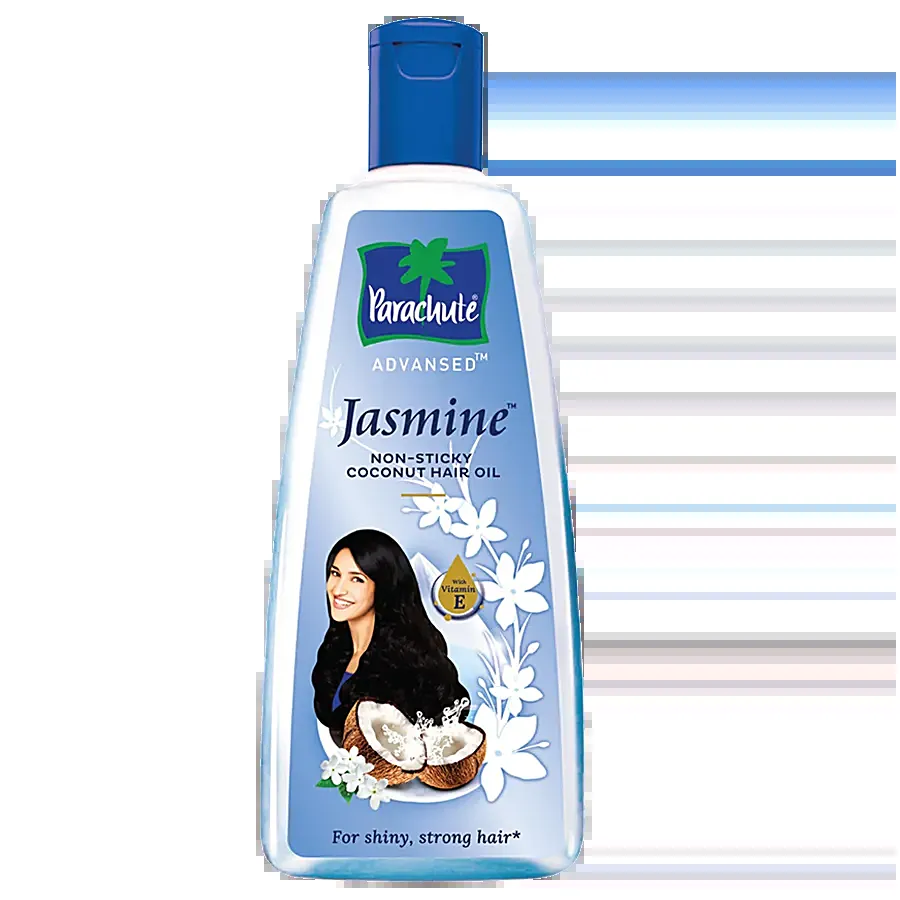 Parachute®
ADVANSED™
Jasmine™
NON-STICKY
COCONUT HAIR OIL
With
Vitamin
E
For shiny, strong hair*